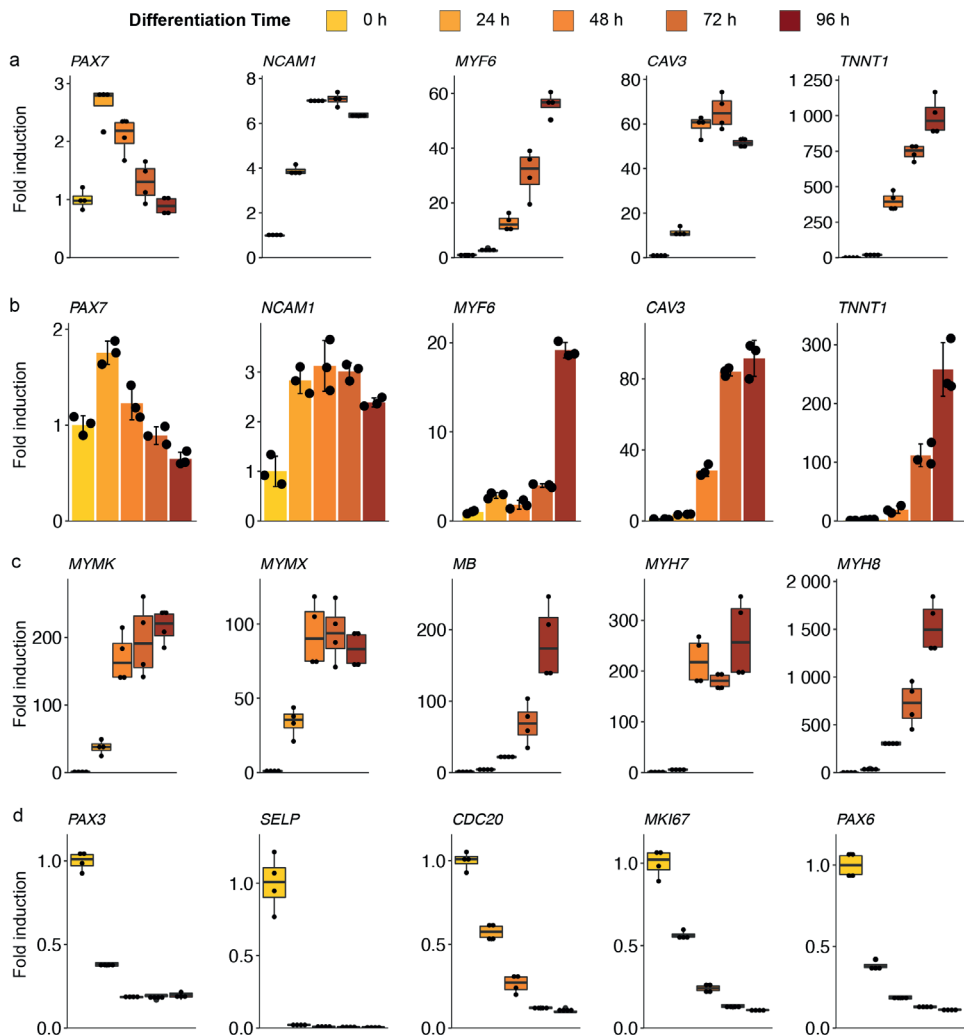 Differentiation Time 0 h 24 h 48 h 72 h 96 h
a
PAX7 NCAM1 MYF6 CAV3 TNNT1
Fold induction
3 8 60 80 1 250
2 6 40 60 1 000
1 4 20 40 750
0 2 0 20 500
0 0 250
0
b
PAX7 NCAM1 MYF6 CAV3 TNNT1
Fold induction
2 4 20 80 300
1 3 10 40 200
0 2 0 0 100
1 0
0
c
MYMK MYMX MB MYH7 MYH8
Fold induction
200 100 200 300 2 000
100 50 100 200 1 500
0 0 0 100 1 000
0 500
0
d
PAX3 SELP CDC20 MKI67 PAX6
Fold induction
1.0 1.0 1.0 1.0 1.0
0.5 0.5 0.5 0.5 0.5
0 0 0 0 0